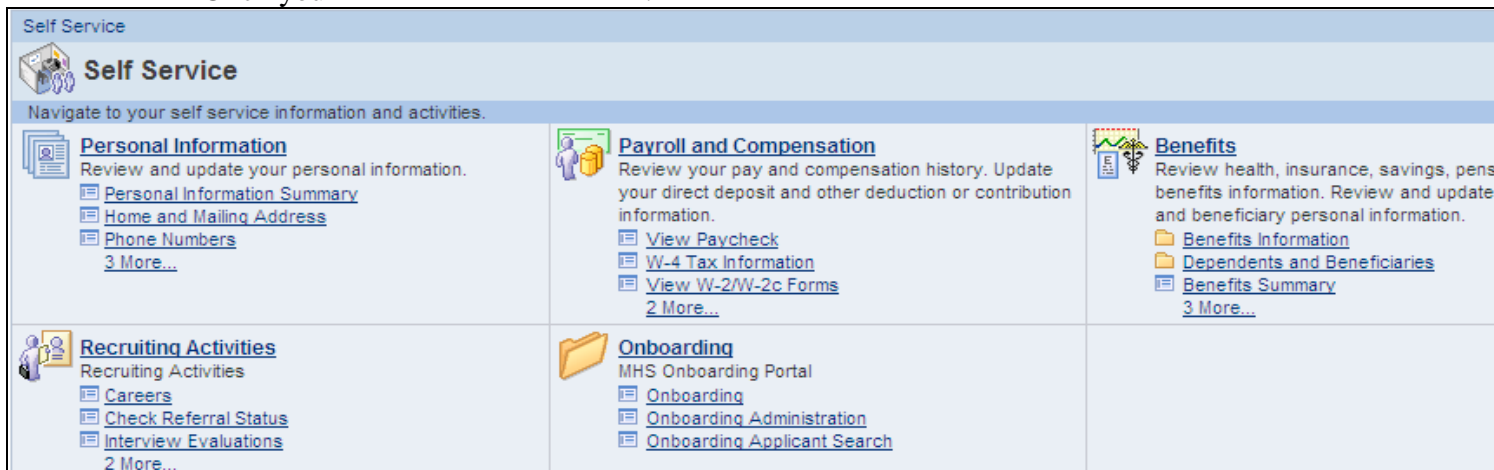 Self Service
Self Service
Navigate to your self service information and activities.
Personal Information
Review and update your personal information.
Personal Information Summary
Home and Mailing Address
Phone Numbers
3 More...
Payroll and Compensation
Review your pay and compensation history. Update
your direct deposit and other deduction or contribution
information.
View Paycheck
W-4 Tax Information
View W-2/W-2c Forms
2 More...
Benefits
Review health, insurance, savings, pens
benefits information. Review and update
and beneficiary personal information.
Benefits Information
Dependents and Beneficiaries
Benefits Summary
3 More...
Recruiting Activities
Recruiting Activities
Careers
Check Referral Status
Interview Evaluations
2 More...
Onboarding
MHS Onboarding Portal
Onboarding
Onboarding Administration
Onboarding Applicant Search